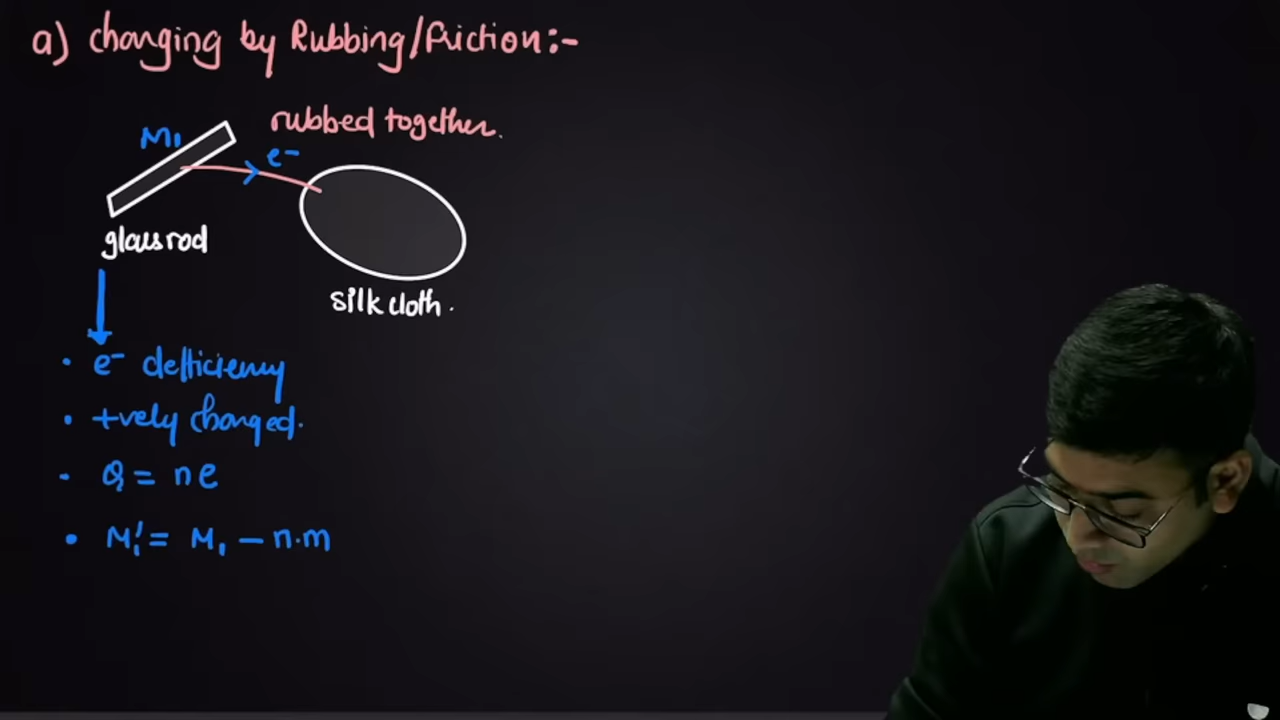 a) charging by Rubbing/friction:-
rubbed together.
M₁
e⁻
glass rod
silk cloth.
• e⁻ defficiency
• +vely charged.
• Q = ne
• M₁' = M₁ - n.m